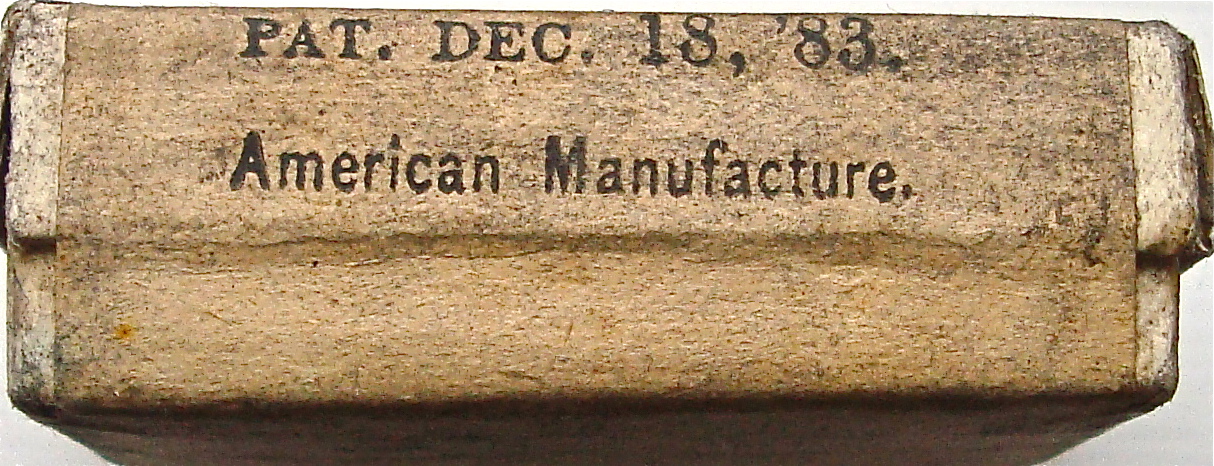 PAT. DEC. 18, '83.
American Manufacture.